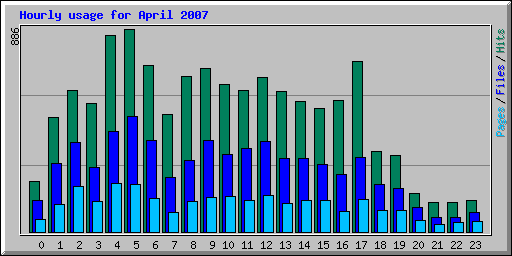 Hourly usage for April 2007
886
Pages/Files/Hits
0 1 2 3 4 5 6 7 8 9 10 11 12 13 14 15 16 17 18 19 20 21 22 23